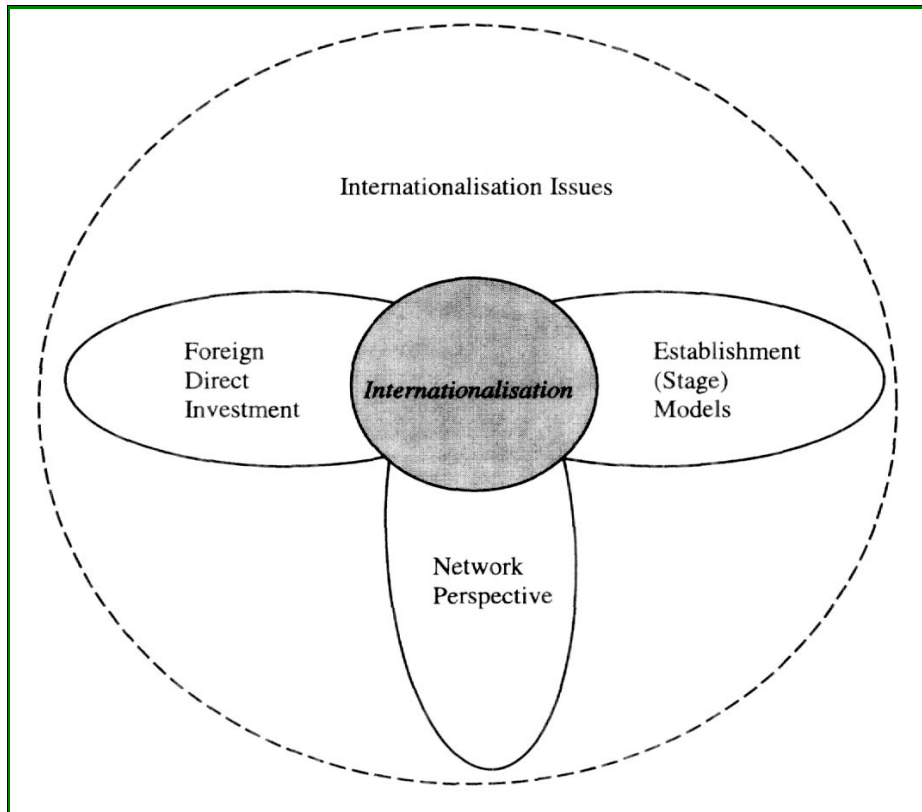 Internationalisation Issues
Foreign
Direct
Investment
Internationalisation
Establishment
(Stage)
Models
Network
Perspective